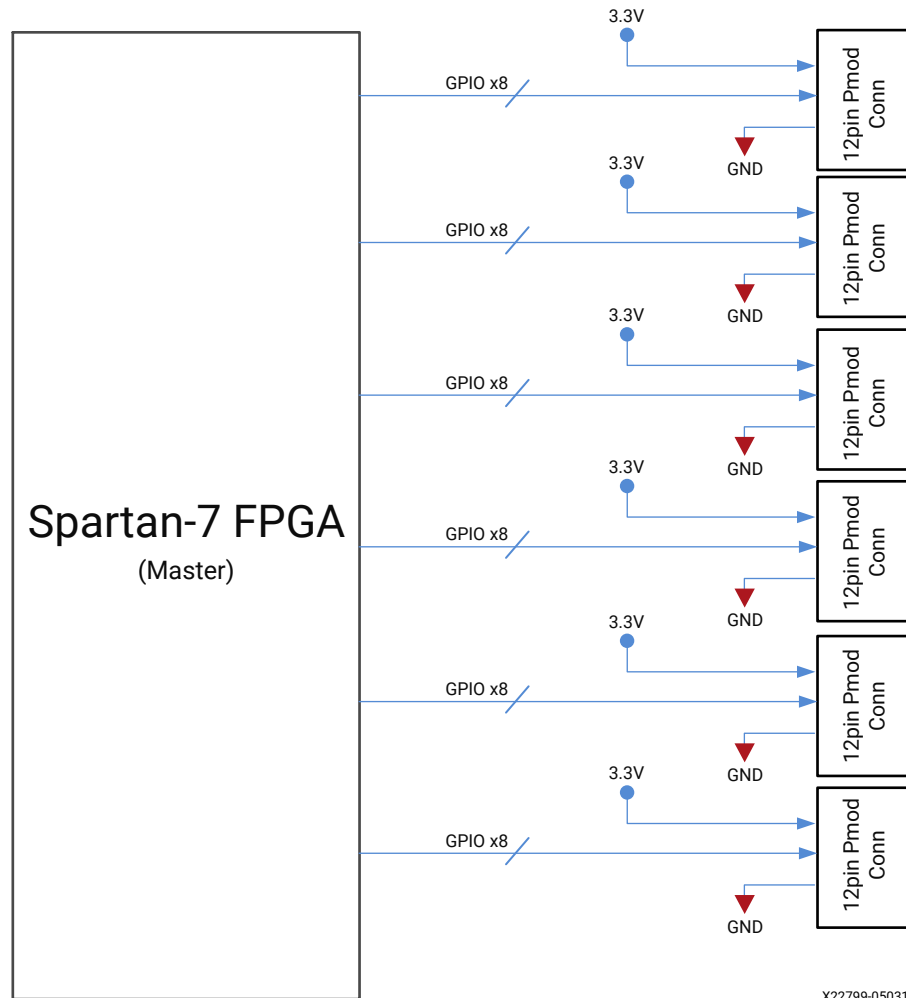 3.3V
GPIO x8
GND
12pin Pmod
Conn
3.3V
GPIO x8
GND
12pin Pmod
Conn
3.3V
GPIO x8
GND
12pin Pmod
Conn
Spartan-7 FPGA
(Master)
3.3V
GPIO x8
GND
12pin Pmod
Conn
3.3V
GPIO x8
GND
12pin Pmod
Conn
3.3V
GPIO x8
GND
12pin Pmod
Conn
X22799-05031